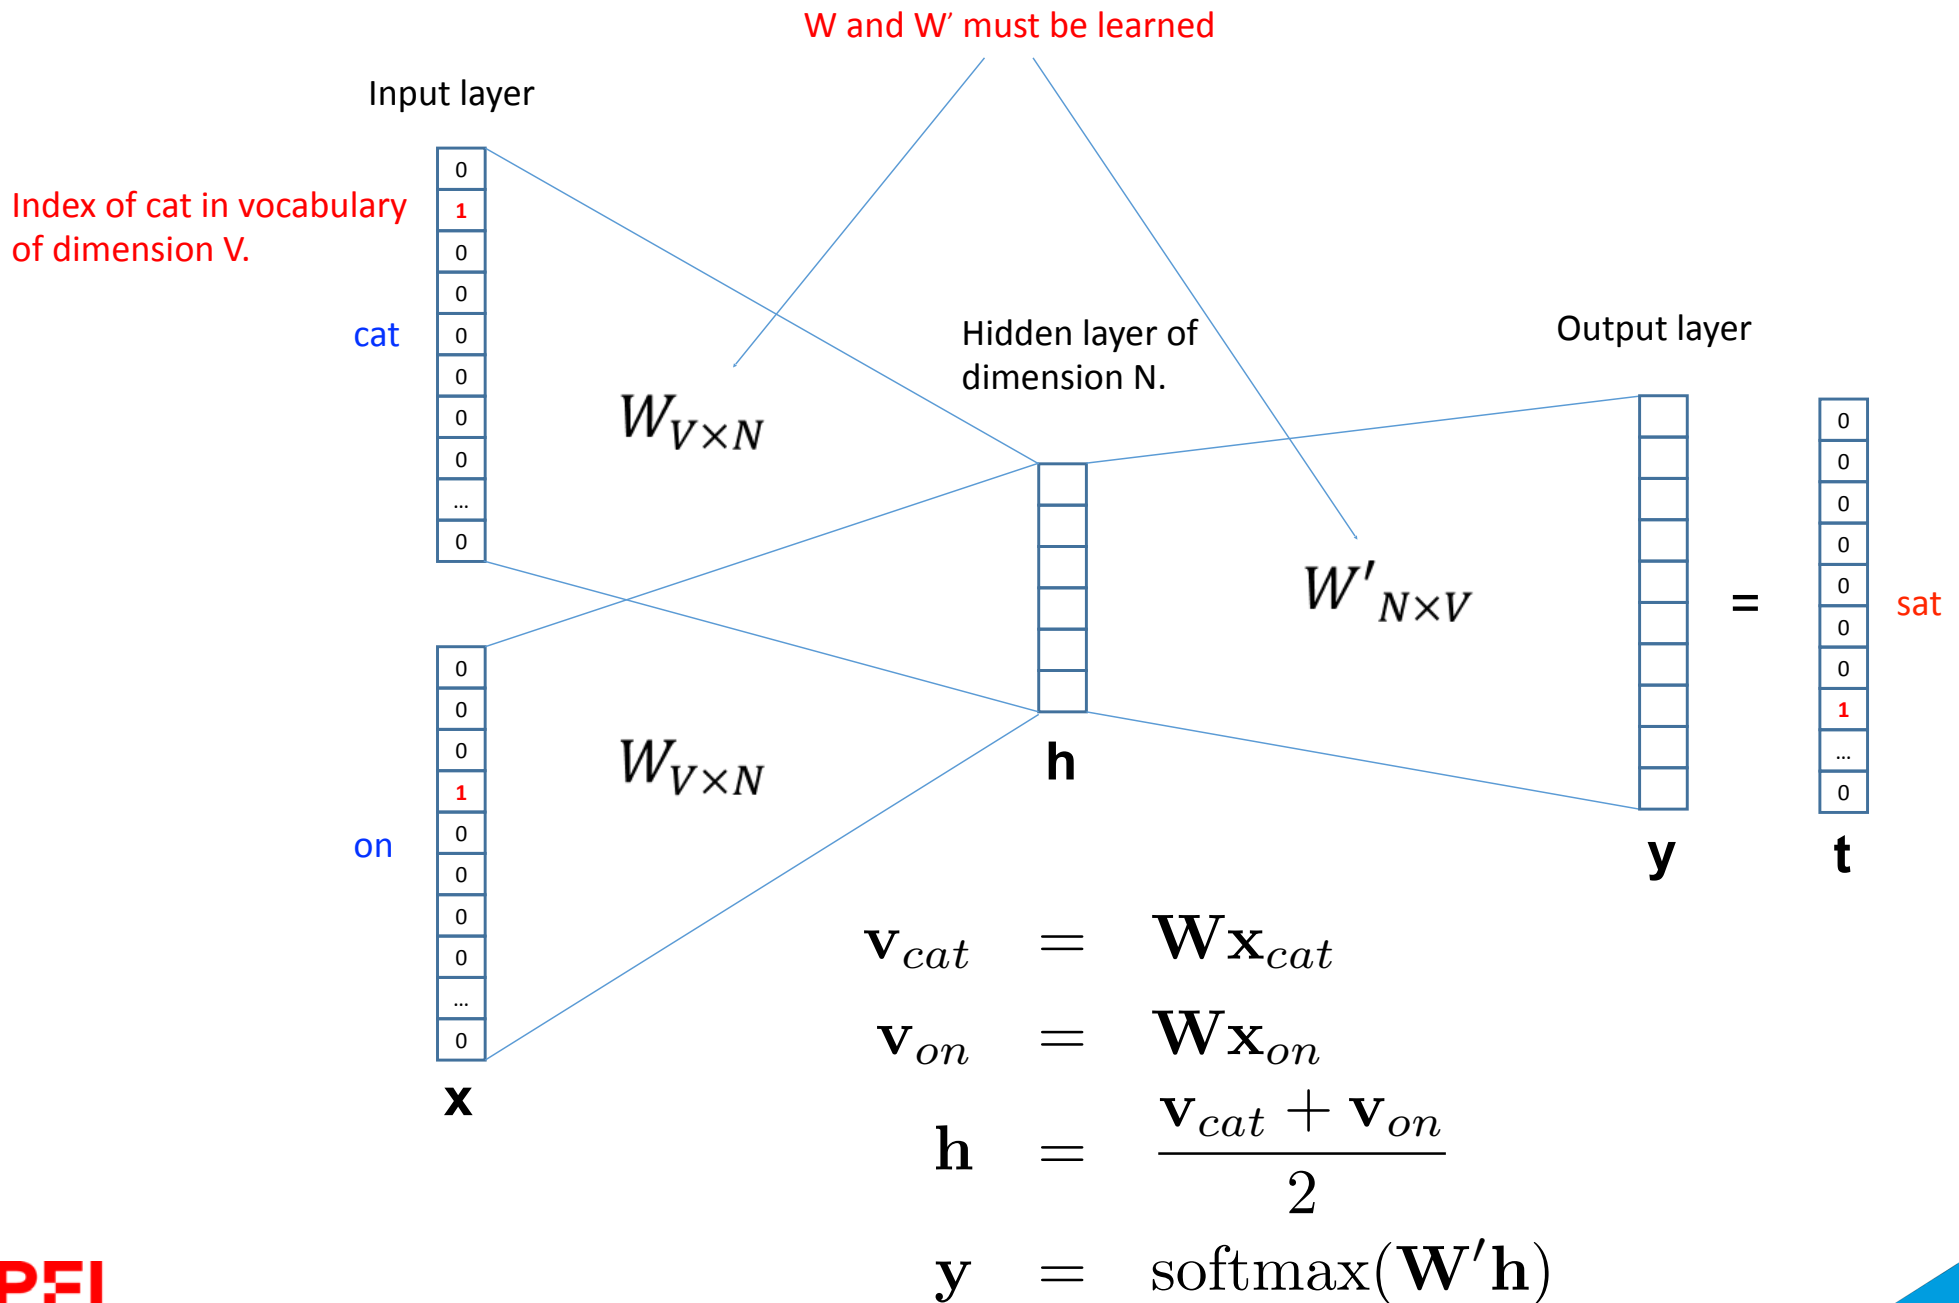 W and W’ must be learned
Input layer
0
1
0
0
0
0
0
0
...
0
Index of cat in vocabulary
of dimension V.
cat
W_{V×N}
Hidden layer of
dimension N.
Output layer
0
0
0
1
0
0
0
0
...
0
on
x
W_{V×N}
h
W'_{N×V}
y
=
0
0
0
0
0
0
0
1
...
0
sat
t
v_{cat} = Wx_{cat}
v_{on} = Wx_{on}
h = \frac{v_{cat} + v_{on}}{2}
y = softmax(W'h)